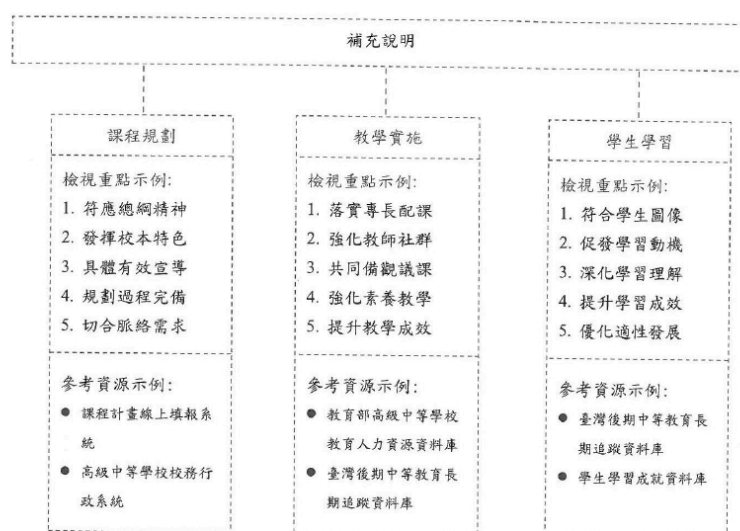 補充說明
課程規劃
檢視重點示例:
1. 符應總綱精神
2. 發揮校本特色
3. 具體有效宣導
4. 規劃過程完備
5. 切合脈絡需求
參考資源示例:
● 課程計畫線上填報系
統
● 高級中等學校校務行
政系統
教學實施
檢視重點示例:
1. 落實專長配課
2. 強化教師社群
3. 共同備觀議課
4. 強化素養教學
5. 提升教學成效
參考資源示例:
● 教育部高級中等學校
教育人力資源資料庫
● 臺灣後期中等教育長
期追蹤資料庫
學生學習
檢視重點示例:
1. 符合學生圖像
2. 促發學習動機
3. 深化學習理解
4. 提升學習成效
5. 優化適性發展
參考資源示例:
● 臺灣後期中等教育長
期追蹤資料庫
● 學生學習成就資料庫